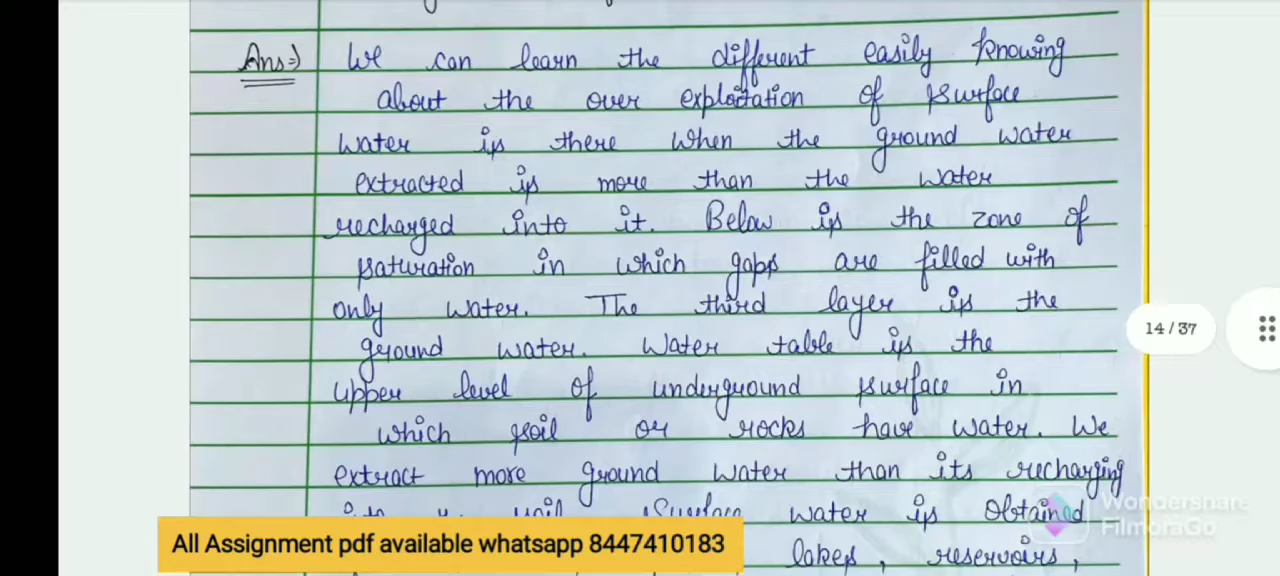 Ans:⇒ We can learn the different easily knowing
about the over exploitation of surface
water is there when the ground water
extracted is more than the water
recharged into it. Below is the zone of
saturation in which gaps are filled with
only water. The third layer is the
ground water. Water table is the
upper level of underground surface in
which soil or rocks have water. We
extract more ground water than its recharging
soil. Surface water is obtained
lakes, reservoirs,
14 / 37
Wondershare
FilmoraGo
All Assignment pdf available whatsapp 8447410183